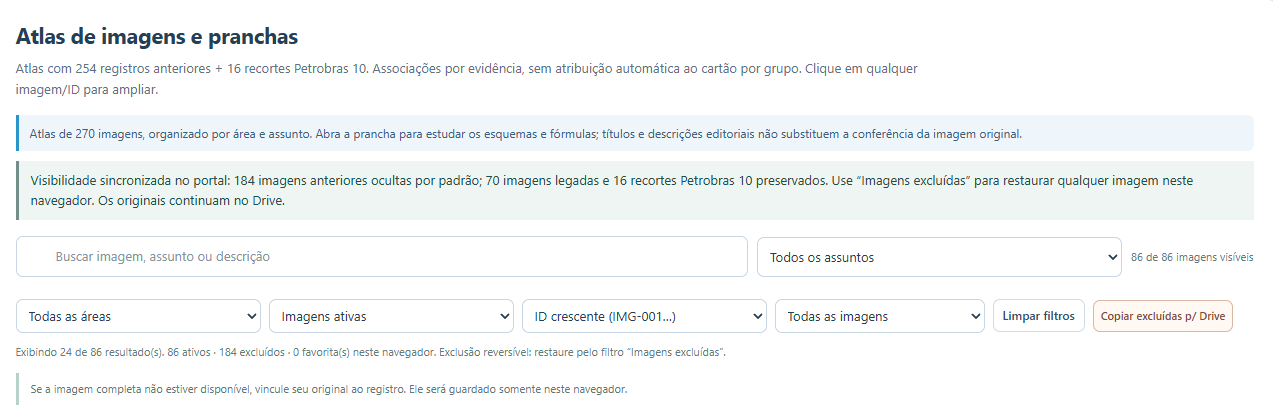 Atlas de imagens e pranchas
Atlas com 254 registros anteriores + 16 recortes Petrobras 10. Associações por evidência, sem atribuição automática ao cartão por grupo. Clique em qualquer
imagem/ID para ampliar.
Atlas de 270 imagens, organizado por área e assunto. Abra a prancha para estudar os esquemas e fórmulas; títulos e descrições editoriais não substituem a conferência da imagem original.
Visibilidade sincronizada no portal: 184 imagens anteriores ocultas por padrão; 70 imagens legadas e 16 recortes Petrobras 10 preservados. Use “Imagens excluídas” para restaurar qualquer imagem neste
navegador. Os originais continuam no Drive.
Buscar imagem, assunto ou descrição
Todos os assuntos
86 de 86 imagens visíveis
Todas as áreas
Imagens ativas
ID crescente (IMG-001…)
Todas as imagens
Limpar filtros
Copiar excluídas p/ Drive
Exibindo 24 de 86 resultado(s). 86 ativos · 184 excluídos · 0 favorita(s) neste navegador. Exclusão reversível: restaure pelo filtro “Imagens excluídas”.
Se a imagem completa não estiver disponível, vincule seu original ao registro. Ele será guardado somente neste navegador.